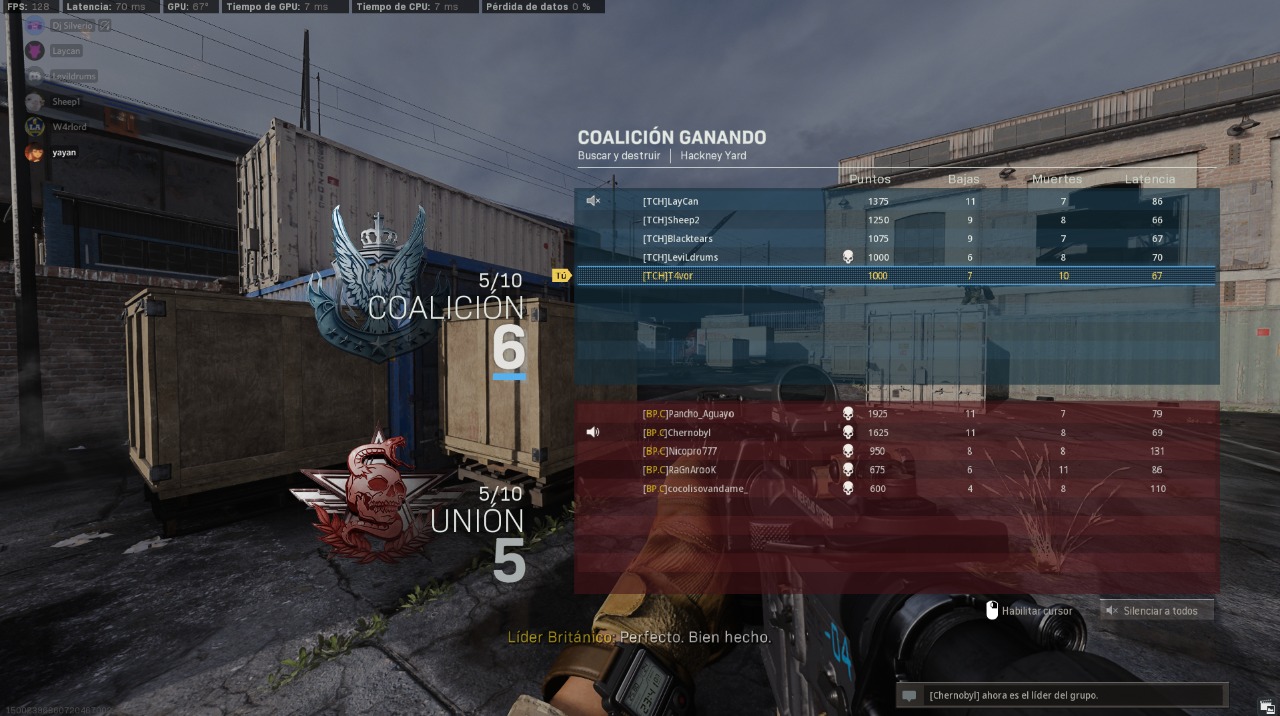 FPS: 128 Latencia: 70 ms GPU: 67° Tiempo de GPU: 7 ms Tiempo de CPU: 7 ms Pérdida de datos 0 %
Dj Silverio
Laycan
Levildrums
Sheep1
W4rlord
yayan
COALICIÓN GANANDO
Buscar y destruir | Hackney Yard
Puntos Bajas Muertes Latencia
[TCH]LayCan 1375 11 7 86
[TCH]Sheep2 1250 9 8 66
[TCH]Blacktears 1075 9 7 67
[TCH]LeviLdrums 1000 6 8 70
Tú [TCH]T4vor 1000 7 10 67
5/10
COALICIÓN
6
[BP.C]Pancho_Aguayo 1925 11 7 79
[BP.C]Chernobyl 1625 11 8 69
[BP.C]Nicopro777 950 8 8 131
[BP.C]RaGnArooK 675 6 11 86
[BP.C]cocolisovandame_ 600 4 8 110
5/10
UNIÓN
5
Habilitar cursor Silenciar a todos
Líder Británico: Perfecto. Bien hecho.
-04
[Chernobyl] ahora es el líder del grupo.